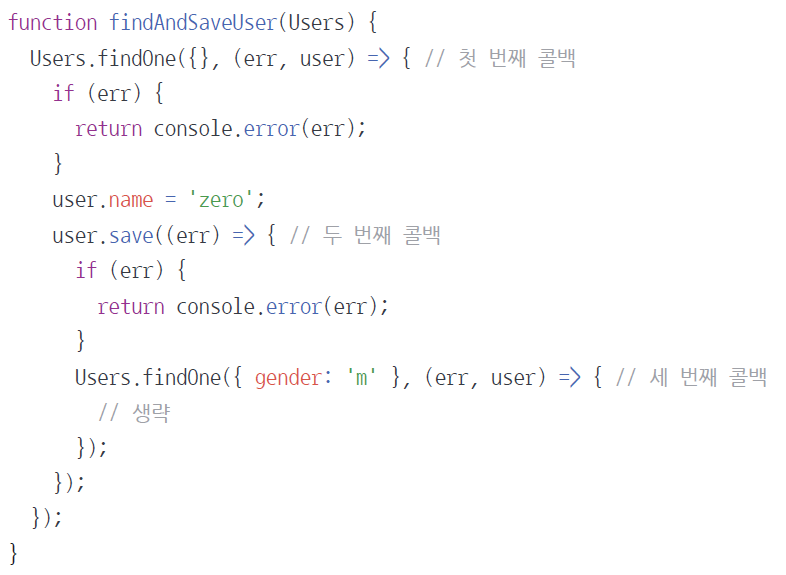 function findAndSaveUser(Users) {
  Users.findOne({}, (err, user) => { // 첫 번째 콜백
    if (err) {
      return console.error(err);
    }
    user.name = 'zero';
    user.save((err) => { // 두 번째 콜백
      if (err) {
        return console.error(err);
      }
      Users.findOne({ gender: 'm' }, (err, user) => { // 세 번째 콜백
        // 생략
      });
    });
  });
}